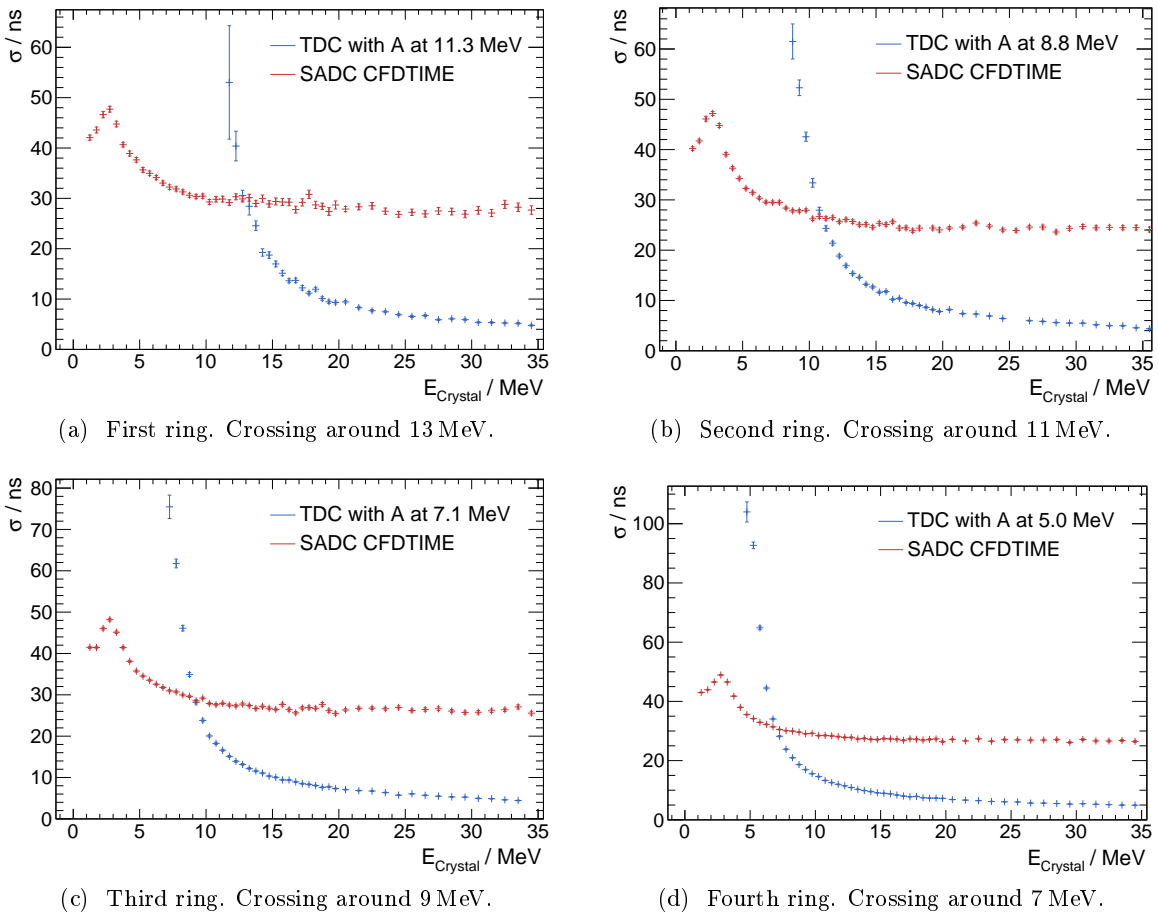 σ / ns
60
50
40
30
20
10
0
TDC with A at 11.3 MeV
SADC CFDTIME
0 5 10 15 20 25 30 35
E_Crystal / MeV
(a) First ring. Crossing around 13 MeV.
σ / ns
60
50
40
30
20
10
0
TDC with A at 8.8 MeV
SADC CFDTIME
0 5 10 15 20 25 30 35
E_Crystal / MeV
(b) Second ring. Crossing around 11 MeV.
σ / ns
80
70
60
50
40
30
20
10
0
TDC with A at 7.1 MeV
SADC CFDTIME
0 5 10 15 20 25 30 35
E_Crystal / MeV
(c) Third ring. Crossing around 9 MeV.
σ / ns
100
80
60
40
20
0
TDC with A at 5.0 MeV
SADC CFDTIME
0 5 10 15 20 25 30 35
E_Crystal / MeV
(d) Fourth ring. Crossing around 7 MeV.